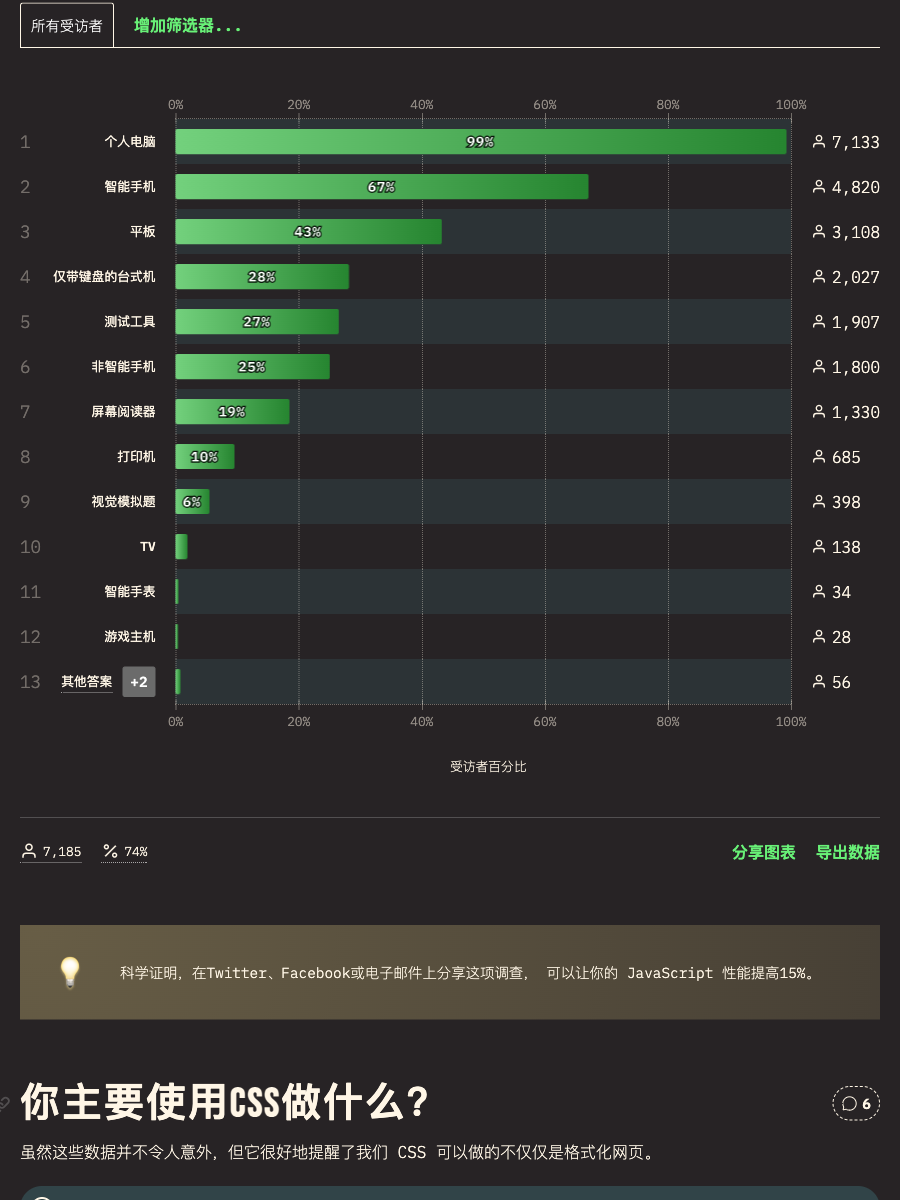 所有受访者 增加筛选器...
0% 20% 40% 60% 80% 100%
1 个人电脑 99% 7,133
2 智能手机 67% 4,820
3 平板 43% 3,108
4 仅带键盘的台式机 28% 2,027
5 测试工具 27% 1,907
6 非智能手机 25% 1,800
7 屏幕阅读器 19% 1,330
8 打印机 10% 685
9 视觉模拟题 6% 398
10 TV 138
11 智能手表 34
12 游戏主机 28
13 其他答案 +2 56
0% 20% 40% 60% 80% 100%
受访者百分比
7,185 74% 分享图表 导出数据
科学证明，在Twitter、Facebook或电子邮件上分享这项调查， 可以让你的 JavaScript 性能提高15%。
你主要使用CSS做什么? 6
虽然这些数据并不令人意外，但它很好地提醒了我们 CSS 可以做的不仅仅是格式化网页。